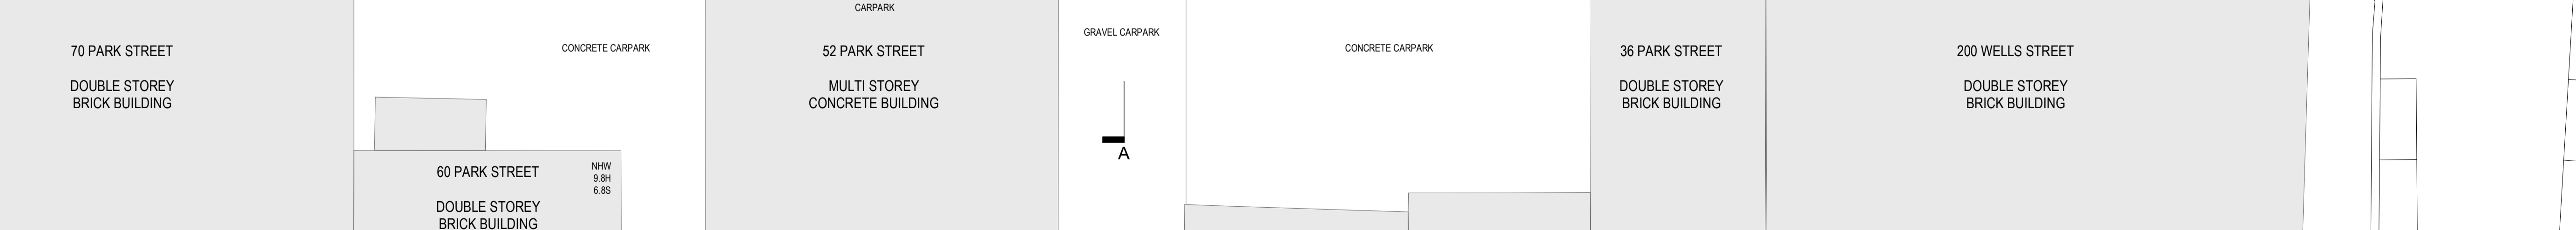 CARPARK
GRAVEL CARPARK
70 PARK STREET
DOUBLE STOREY
BRICK BUILDING
CONCRETE CARPARK
60 PARK STREET
DOUBLE STOREY
BRICK BUILDING
NHW
9.8H
6.8S
52 PARK STREET
MULTI STOREY
CONCRETE BUILDING
A
CONCRETE CARPARK
36 PARK STREET
DOUBLE STOREY
BRICK BUILDING
200 WELLS STREET
DOUBLE STOREY
BRICK BUILDING